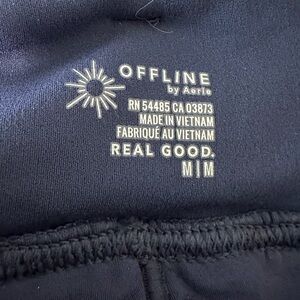 OFFLINE
by Aerie
RN 54485 CA 03873
MADE IN VIETNAM
FABRIQUÉ AU VIETNAM
REAL GOOD.
M | M